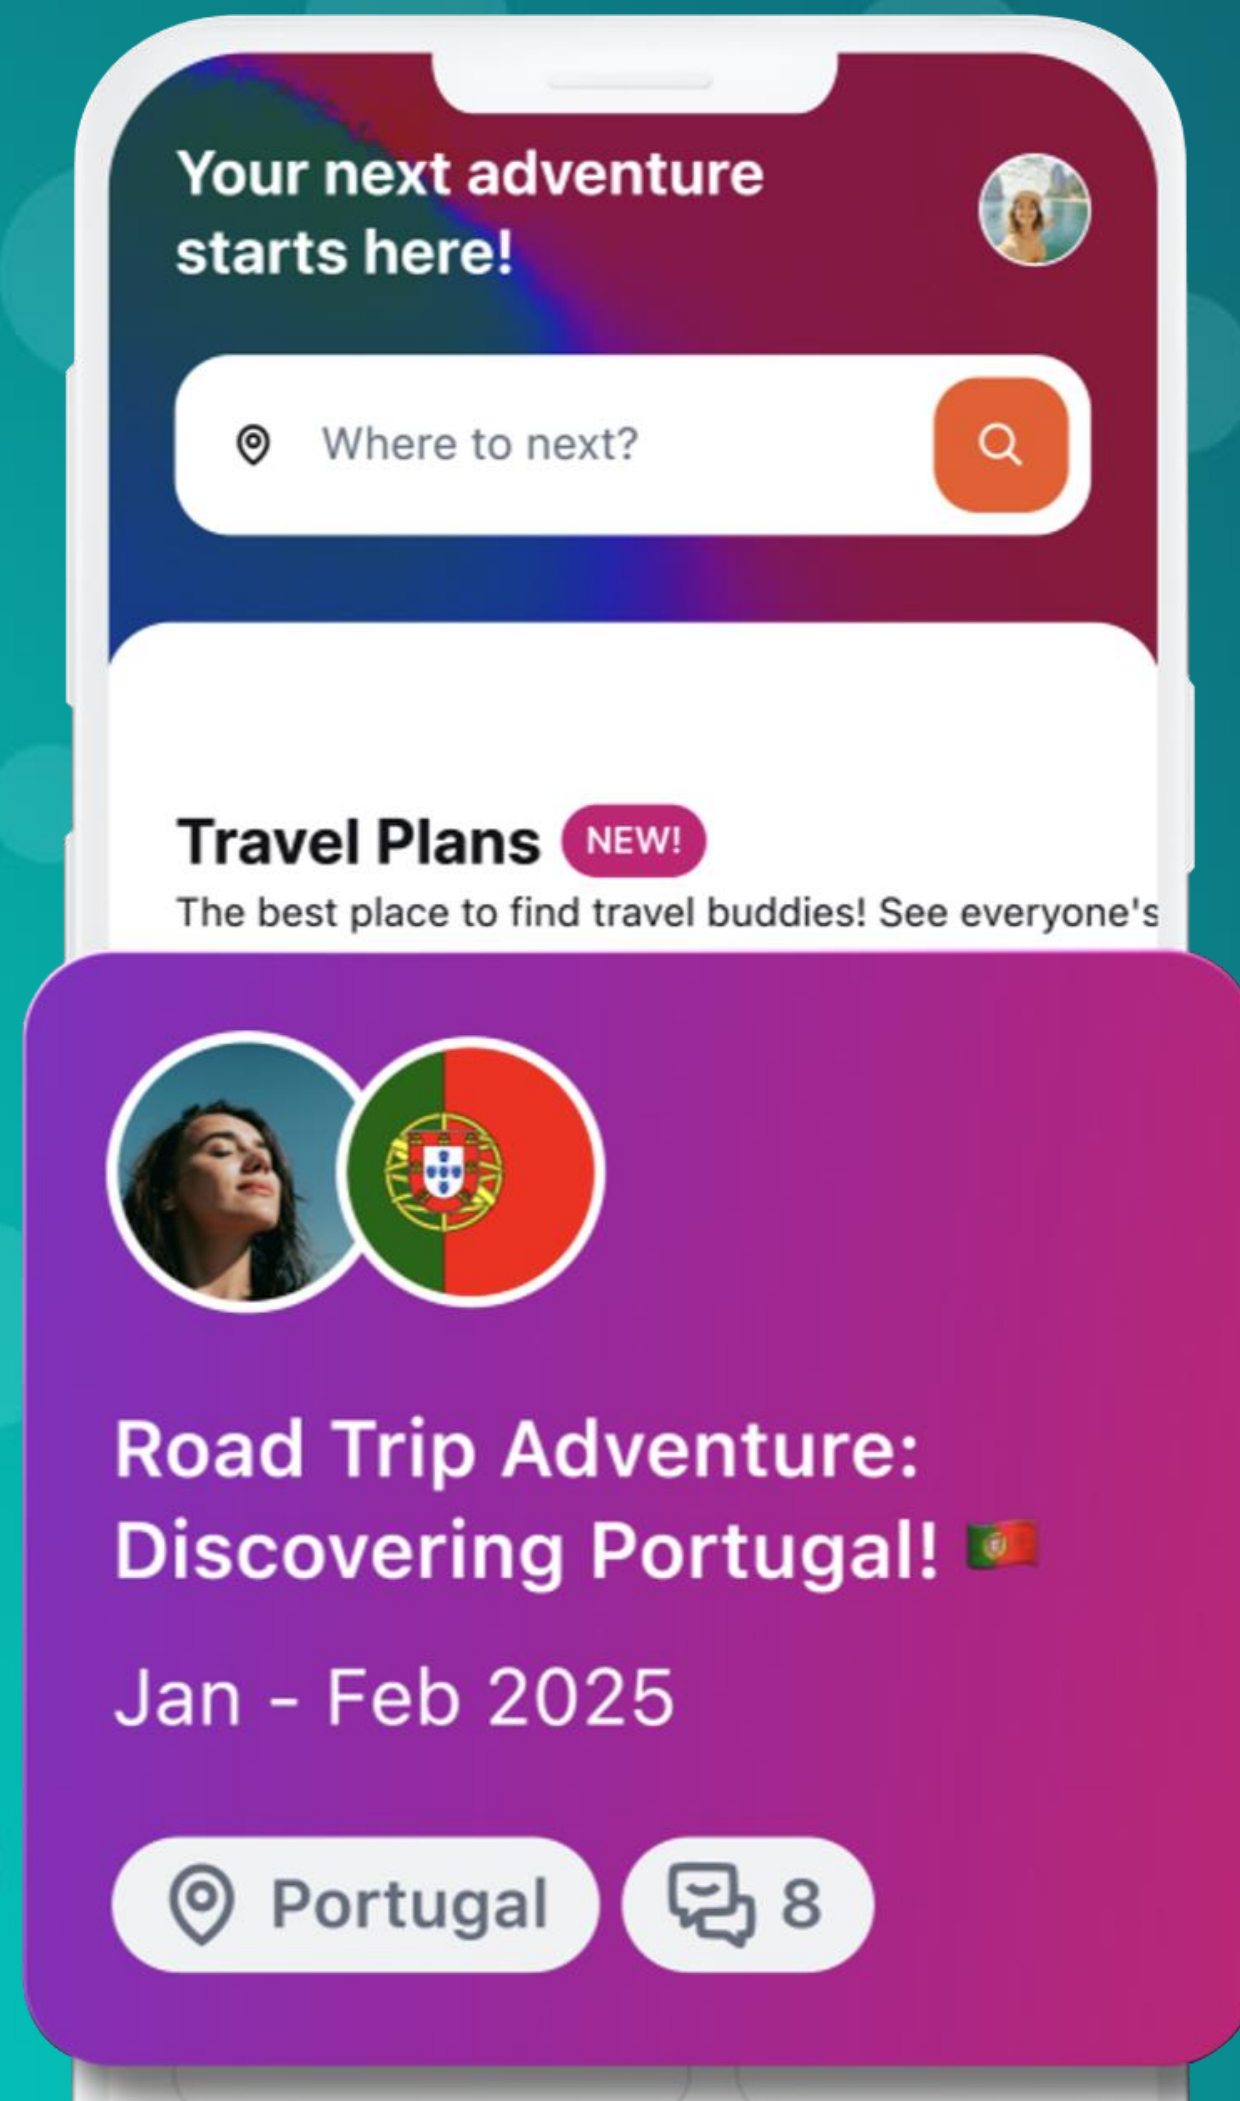 Your next adventure
starts here!
Where to next?
Travel Plans NEW!
The best place to find travel buddies! See everyone's
Road Trip Adventure:
Discovering Portugal! 🇵🇹
Jan - Feb 2025
Portugal 8